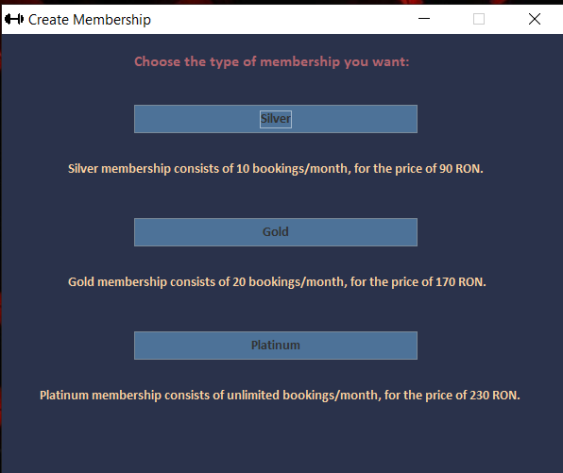 Create Membership
Choose the type of membership you want:
Silver
Silver membership consists of 10 bookings/month, for the price of 90 RON.
Gold
Gold membership consists of 20 bookings/month, for the price of 170 RON.
Platinum
Platinum membership consists of unlimited bookings/month, for the price of 230 RON.